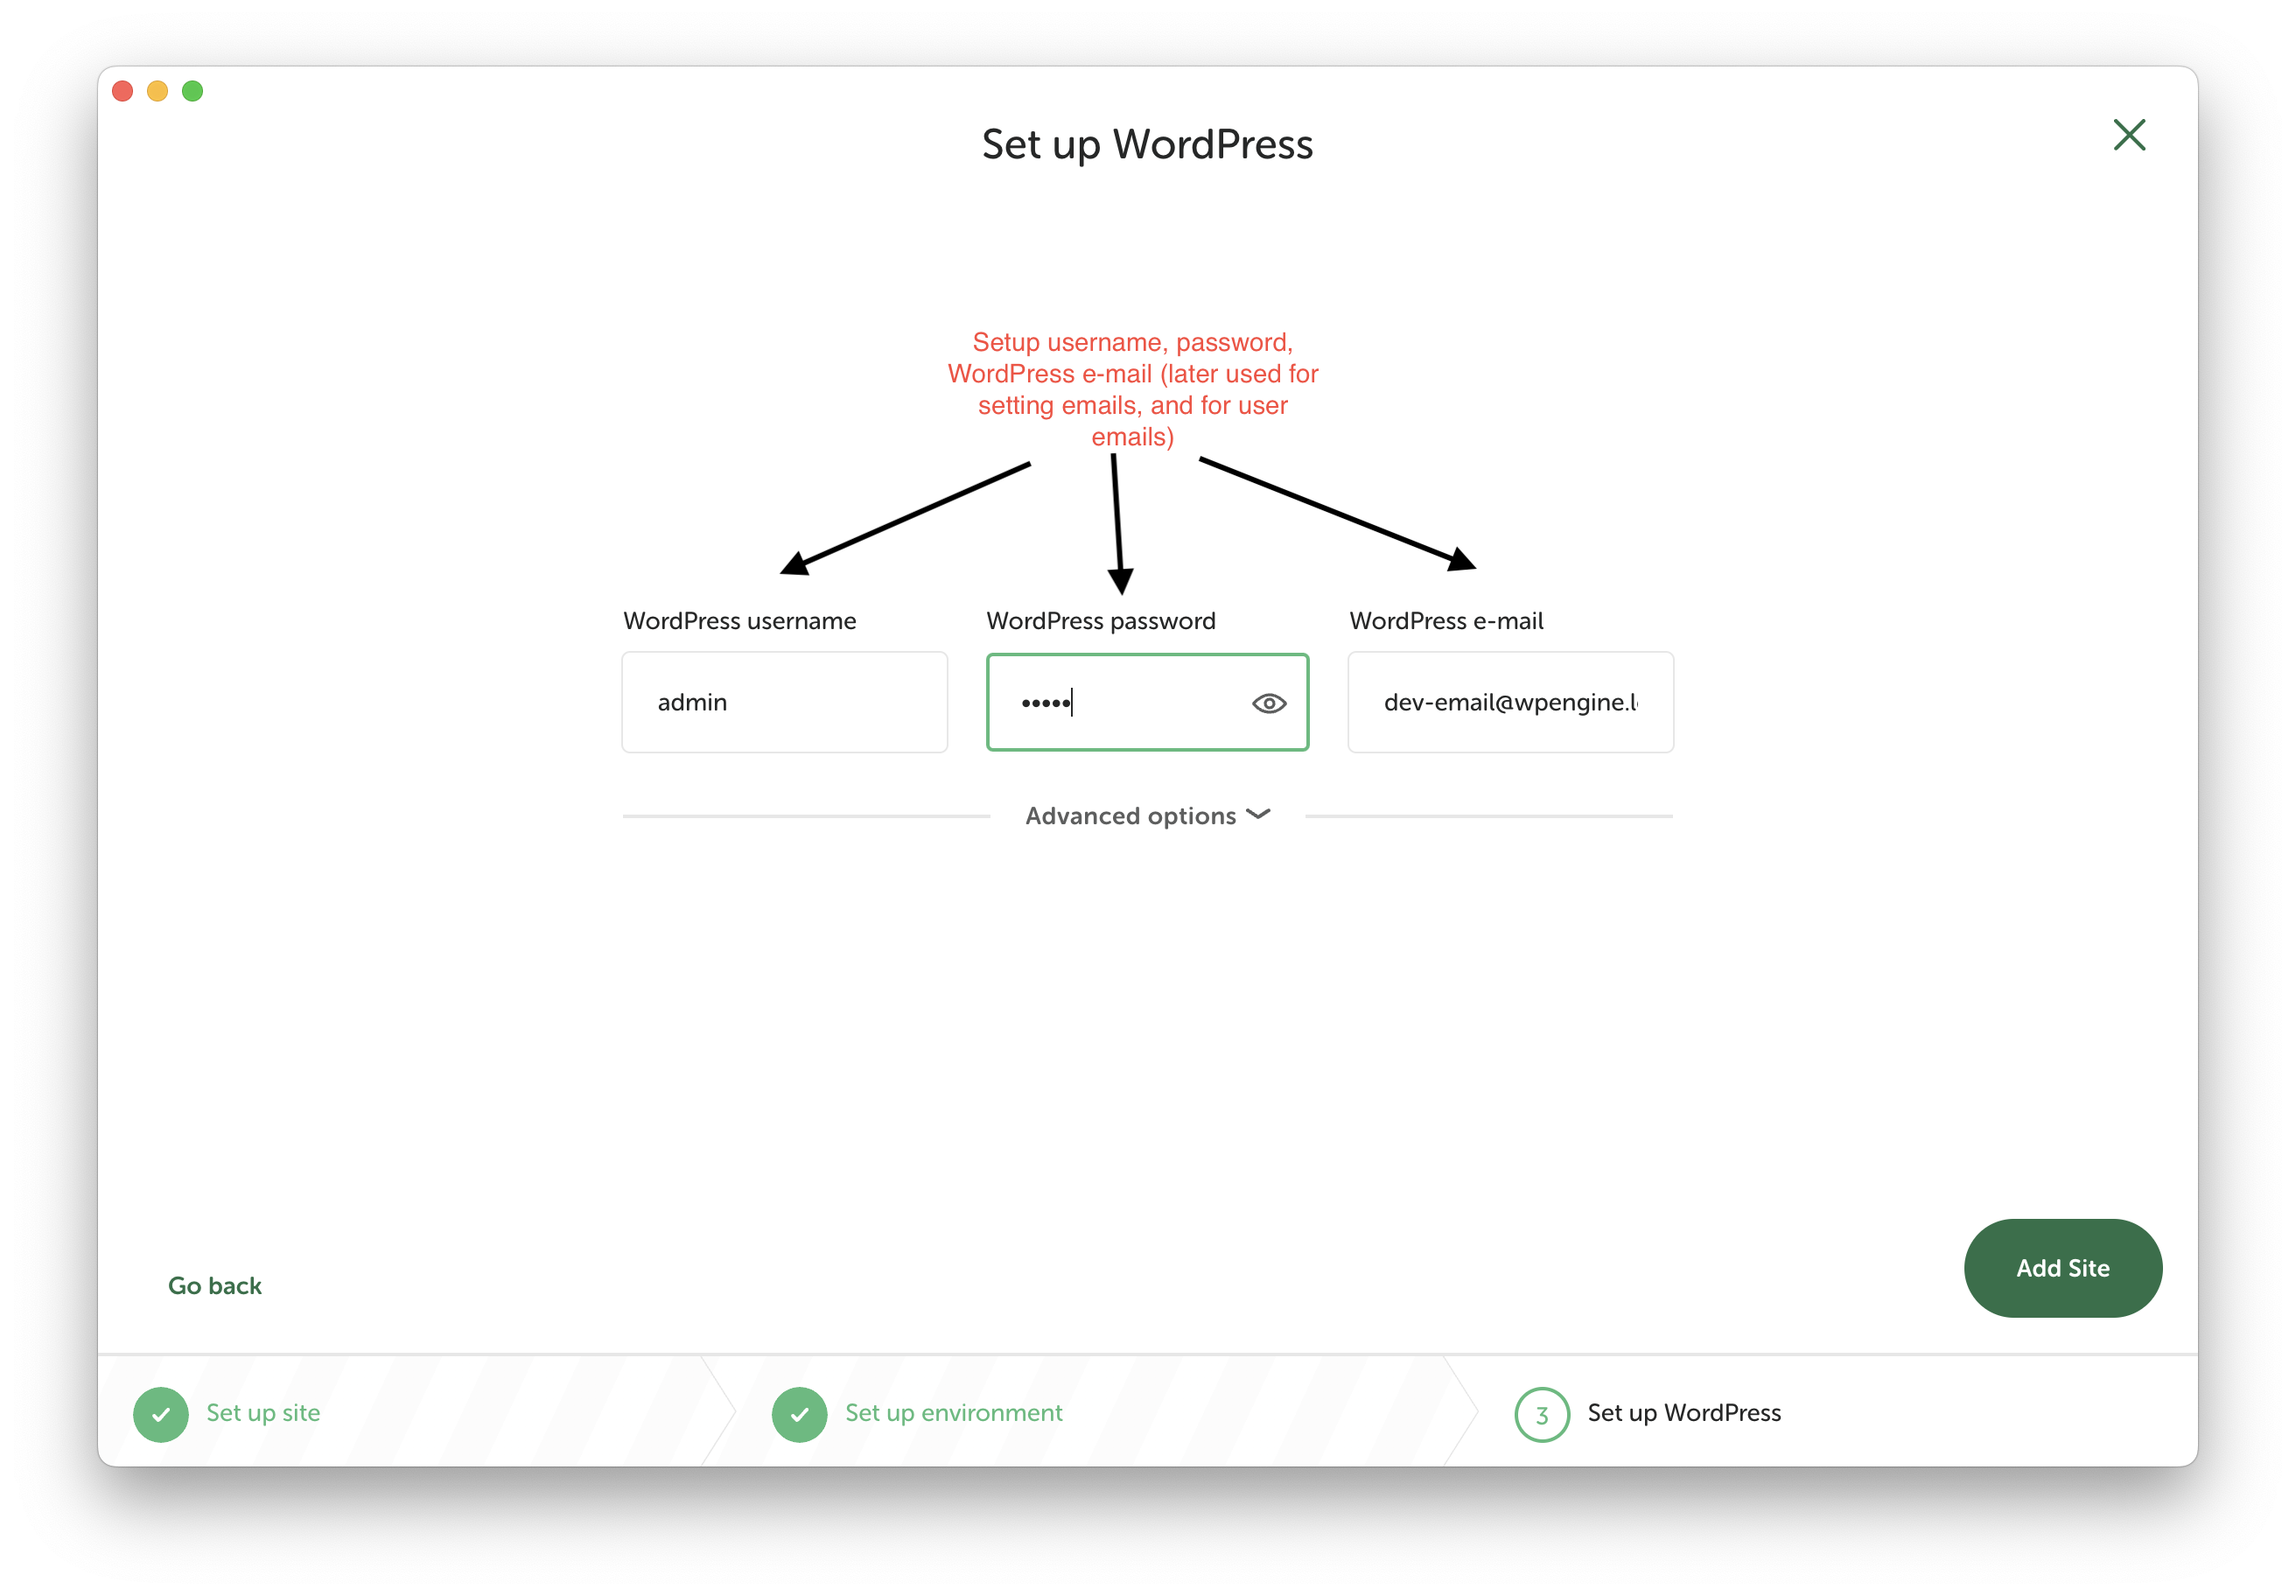 Set up WordPress
Setup username, password,
WordPress e-mail (later used for
setting emails, and for user
emails)
WordPress username
WordPress password
WordPress e-mail
admin
•••••
dev-email@wpengine.l
Advanced options
Go back
Add Site
Set up site
Set up environment
3
Set up WordPress